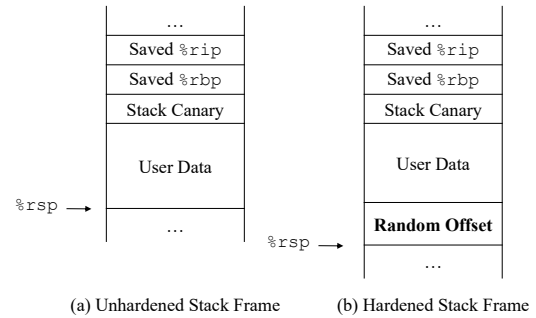 ...
Saved %rip
Saved %rbp
Stack Canary
User Data
%rsp
...
(a) Unhardened Stack Frame
...
Saved %rip
Saved %rbp
Stack Canary
User Data
Random Offset
%rsp
...
(b) Hardened Stack Frame